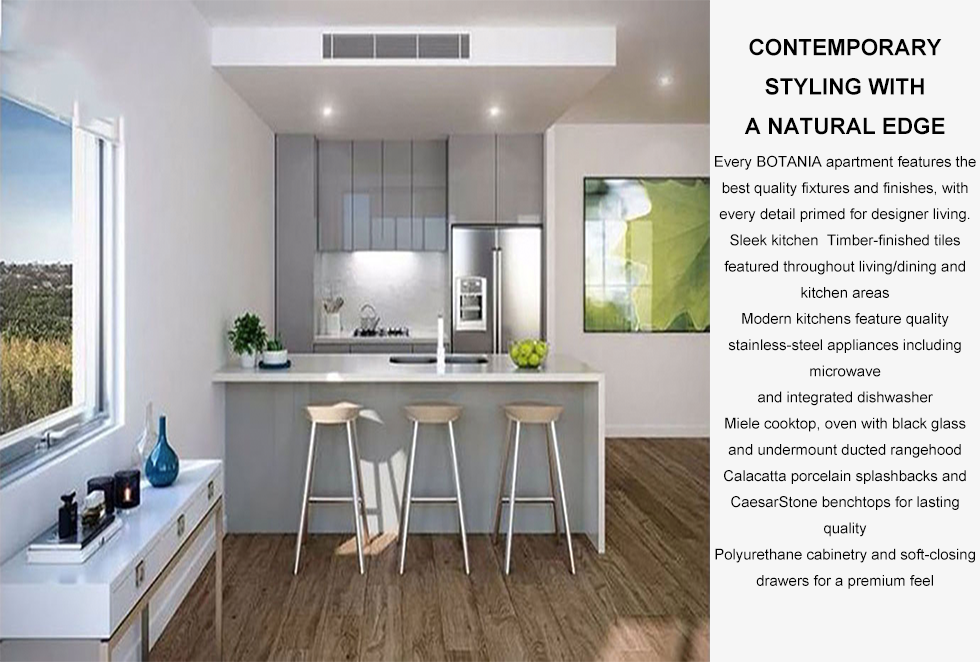 CONTEMPORARY
STYLING WITH
A NATURAL EDGE
Every BOTANIA apartment features the
best quality fixtures and finishes, with
every detail primed for designer living.
Sleek kitchen  Timber-finished tiles
featured throughout living/dining and
kitchen areas
Modern kitchens feature quality
stainless-steel appliances including
microwave
and integrated dishwasher
Miele cooktop, oven with black glass
and undermount ducted rangehood
Calacatta porcelain splashbacks and
CaesarStone benchtops for lasting
quality
Polyurethane cabinetry and soft-closing
drawers for a premium feel